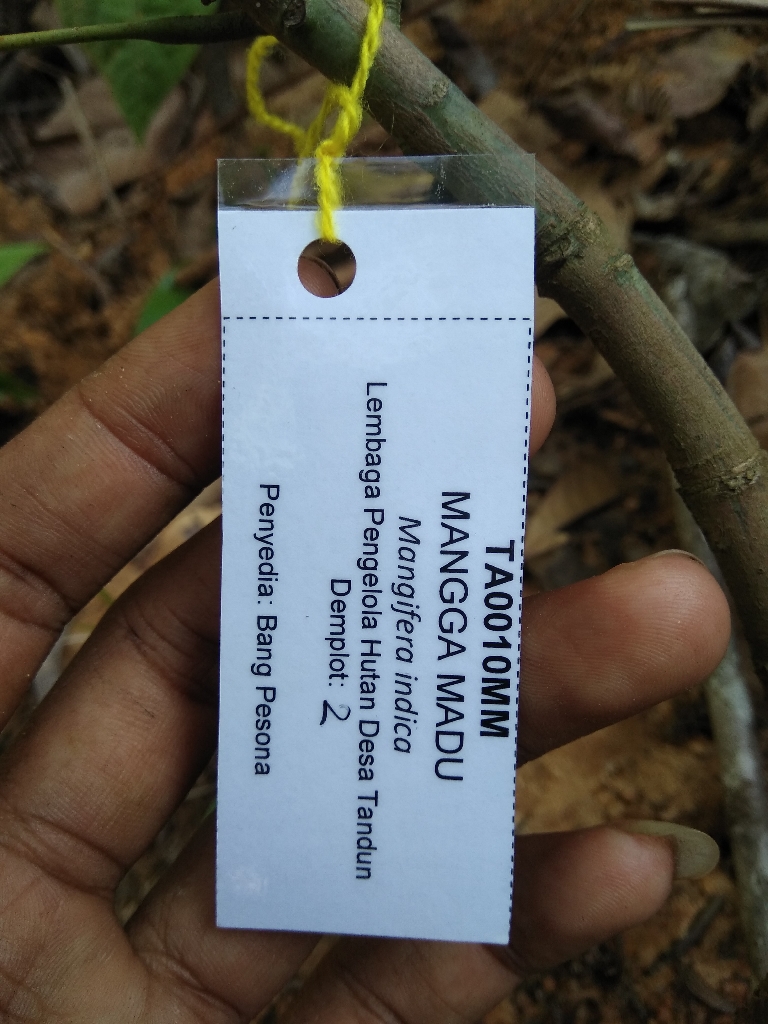 TA0010MM
MANGGA MADU
Mangifera indica
Lembaga Pengelola Hutan Desa Tandun
Demplot: 2
Penyedia: Bang Pesona